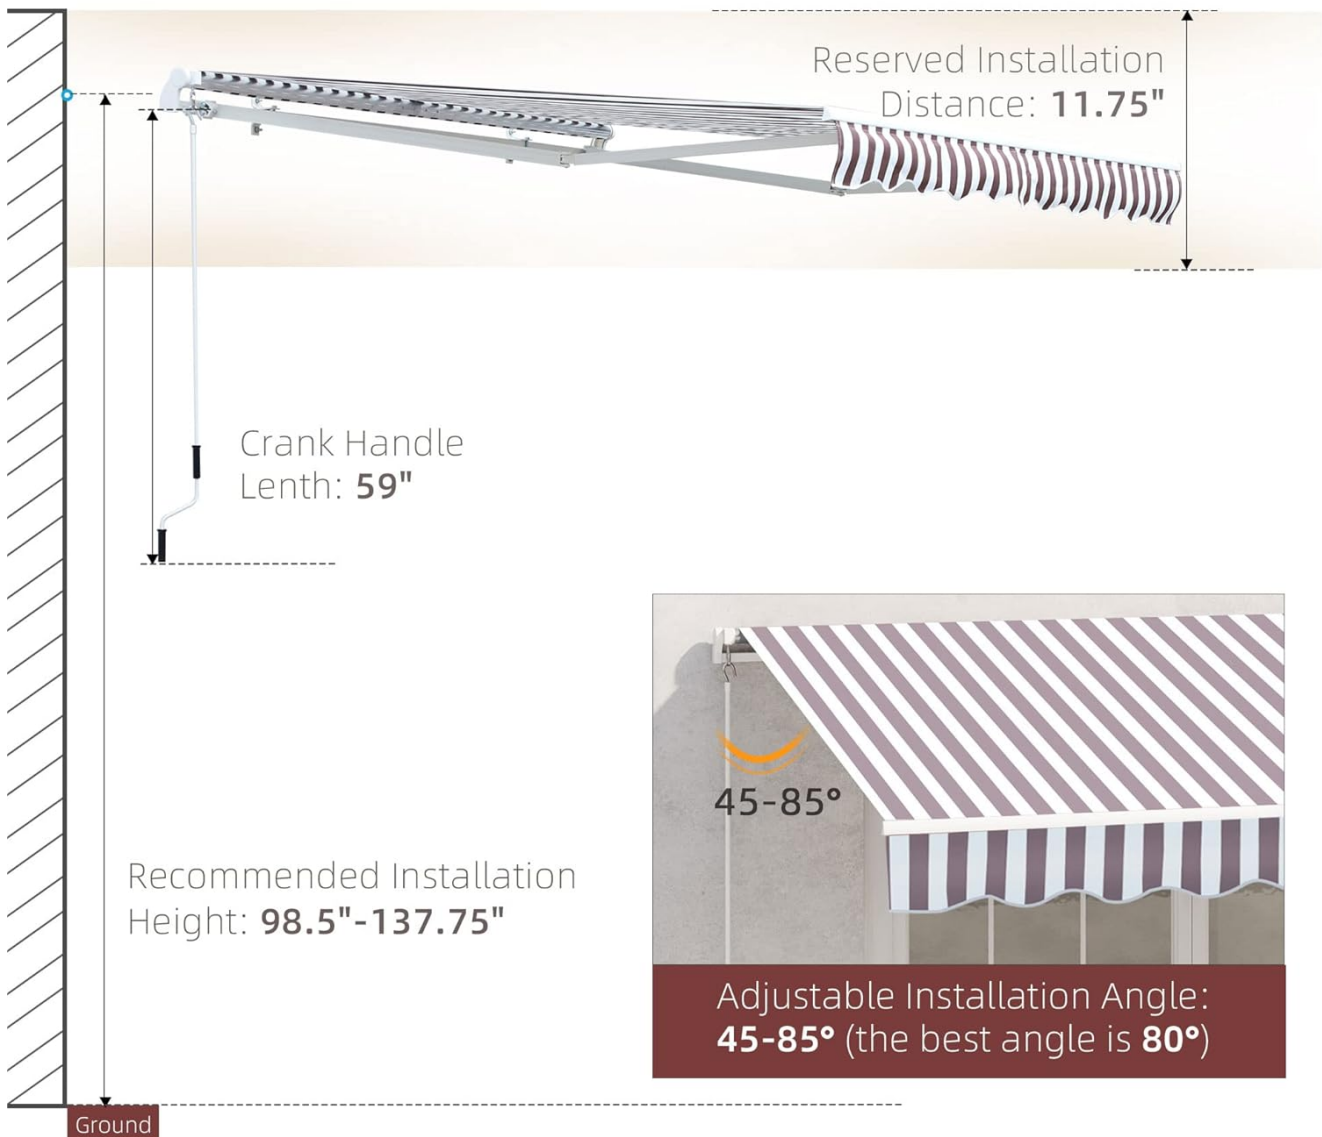 Reserved Installation
Distance: 11.75"
Crank Handle
Lenth: 59"
45-85°
Recommended Installation
Height: 98.5"-137.75"
Adjustable Installation Angle:
45-85° (the best angle is 80°)
Ground